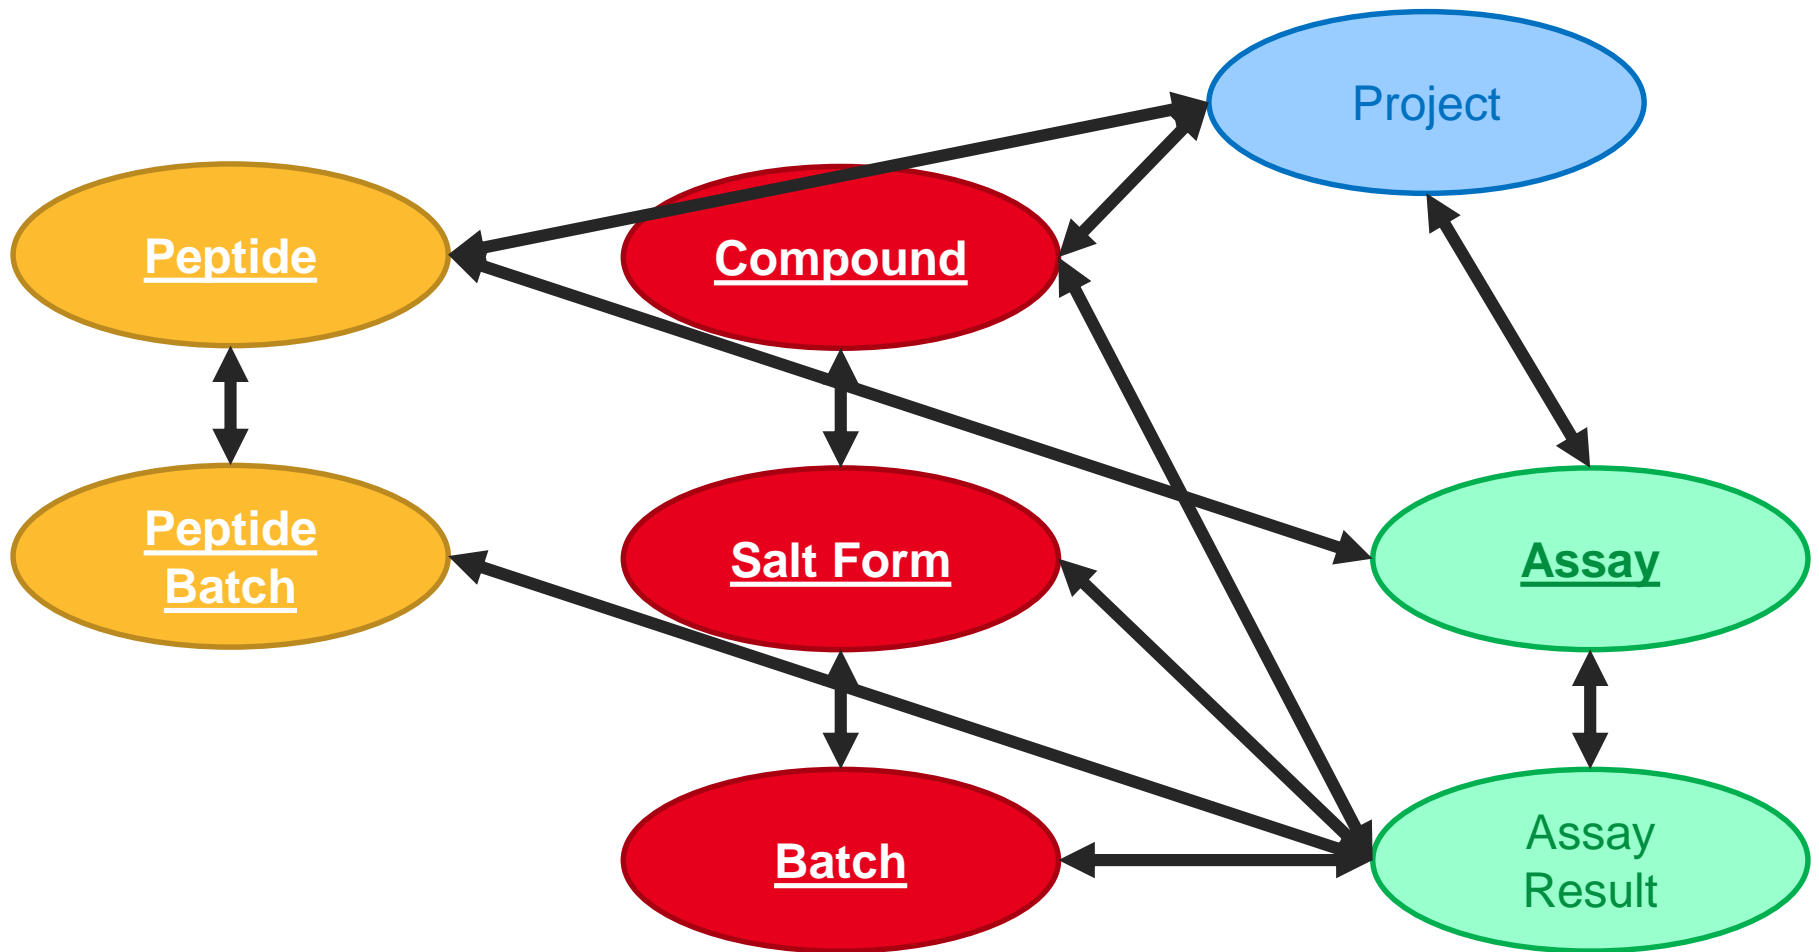 Project
Peptide
Compound
Peptide
Batch
Salt Form
Assay
Batch
Assay
Result